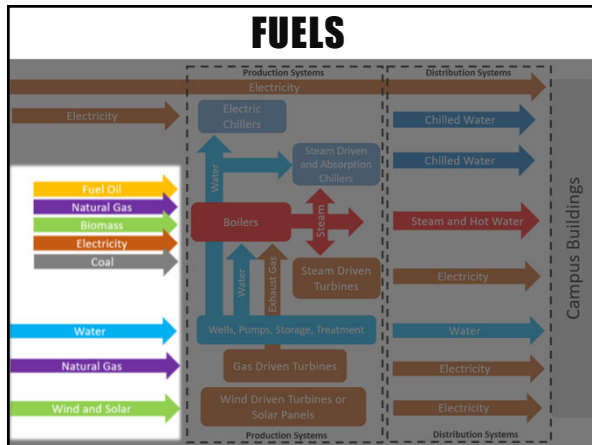 FUELS
Production Systems
Distribution Systems
Electricity
Electricity
Electric
Chillers
Chilled Water
Steam Driven
and Absorption
Chillers
Chilled Water
Water
Fuel Oil
Natural Gas
Biomass
Electricity
Coal
Boilers
Steam
Steam and Hot Water
Campus Buildings
Water
Exhaust Gas
Steam Driven
Turbines
Electricity
Water
Wells, Pumps, Storage, Treatment
Water
Natural Gas
Gas Driven Turbines
Electricity
Wind and Solar
Wind Driven Turbines or
Solar Panels
Electricity
Production Systems
Distribution Systems